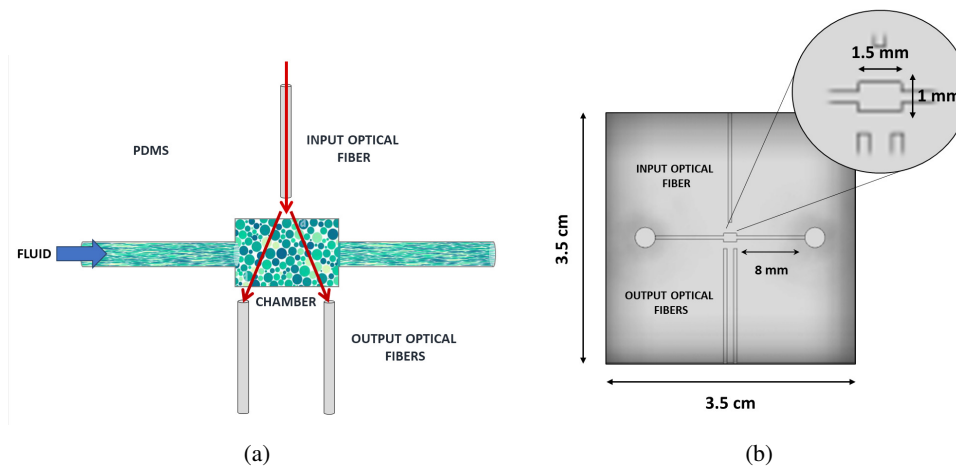 PDMS
INPUT OPTICAL
FIBER
FLUID
CHAMBER
OUTPUT OPTICAL
FIBERS
(a)
1.5 mm
1 mm
INPUT OPTICAL
FIBER
3.5 cm
8 mm
OUTPUT OPTICAL
FIBERS
3.5 cm
(b)